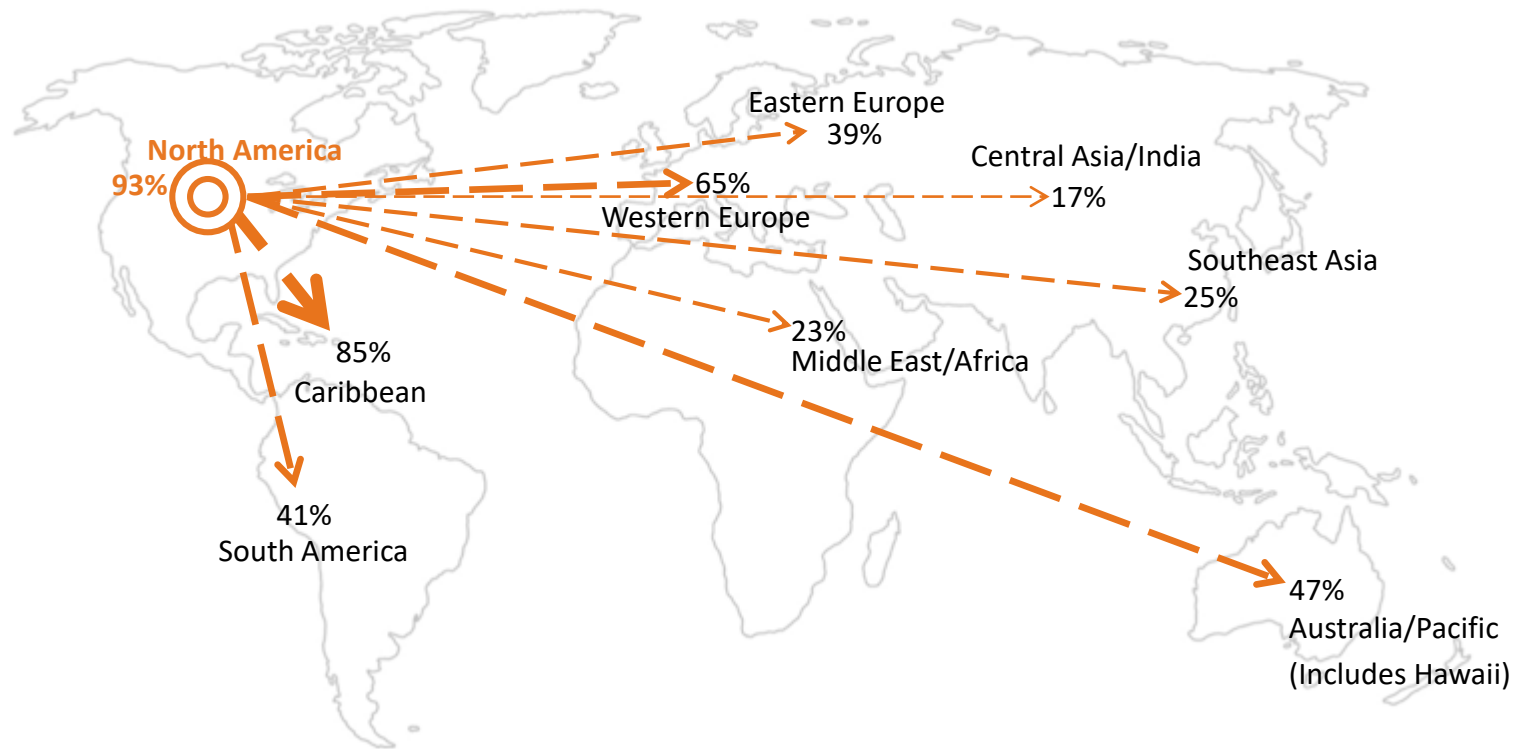 Eastern Europe
39%
North America
93%
Central Asia/India
17%
65%
Western Europe
Southeast Asia
25%
23%
Middle East/Africa
85%
Caribbean
41%
South America
47%
Australia/Pacific
(Includes Hawaii)